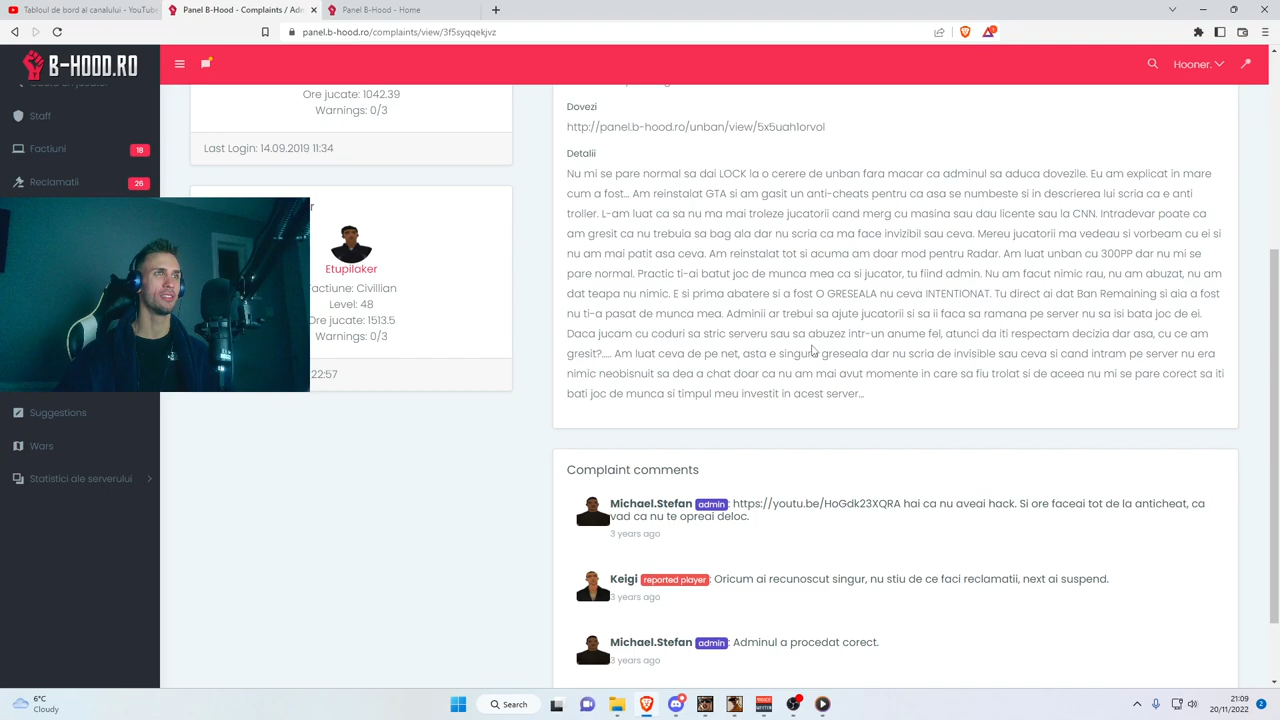 Tabloul de bord ai canalului - YouTube
Panel B-Hood - Complaints / Adm
Panel B-Hood - Home
panel.b-hood.ro/complaints/view/3f5syqqekjvz
B-HOOD.RO
Hooner.
Staff
Factiuni 18
Reclamatii 26
Suggestions
Wars
Statistici ale serverului
Ore jucate: 1042.39
Warnings: 0/3
Last Login: 14.09.2019 11:34
Etupilaker
Factiune: Civillian
Level: 48
Ore jucate: 1513.5
Warnings: 0/3
22:57
Dovezi
http://panel.b-hood.ro/unban/view/5x5uah1orvol
Detalii
Nu mi se pare normal sa dai LOCK la o cerere de unban fara macar ca adminul sa aduca dovezile. Eu am explicat in mare
cum a fost... Am reinstalat GTA si am gasit un anti-cheats pentru ca asa se numbeste si in descrierea lui scria ca e anti
troller. L-am luat ca sa nu ma mai troleze jucatorii cand merg cu masina sau dau licente sau la CNN. Intradevar poate ca
am gresit ca nu trebuia sa bag ala dar nu scria ca ma face invizibil sau ceva. Mereu jucatorii ma vedeau si vorbeam cu ei si
nu am mai patit asa ceva. Am reinstalat tot si acuma am doar mod pentru Radar. Am luat unban cu 300PP dar nu mi se
pare normal. Practic ti-ai batut joc de munca mea ca si jucator, tu fiind admin. Nu am facut nimic rau, nu am abuzat, nu am
dat teapa nu nimic. E si prima abatere si a fost O GRESEALA nu ceva INTENTIONAT. Tu direct ai dat Ban Remaining si aia a fost
nu ti-a pasat de munca mea. Adminii ar trebui sa ajute jucatorii si sa ii faca sa ramana pe server nu sa isi bata joc de ei.
Daca jucam cu coduri sa stric serveru sau sa abuzez intr-un anume fel, atunci da iti respectam decizia dar asa, cu ce am
gresit?..... Am luat ceva de pe net, asta e singura greseala dar nu scria de invisible sau ceva si cand intram pe server nu era
nimic neobisnuit sa dea a chat doar ca nu am mai avut momente in care sa fiu trolat si de aceea nu mi se pare corect sa iti
bati joc de munca si timpul meu investit in acest server...
Complaint comments
Michael.Stefan admin: https://youtu.be/HoGdk23XQRA hai ca nu aveai hack. Si ore faceai tot de la anticheat, ca
vad ca nu te opreai deloc.
3 years ago
Keigi reported player: Oricum ai recunoscut singur, nu stiu de ce faci reclamatii, next ai suspend.
3 years ago
Michael.Stefan admin: Adminul a procedat corect.
3 years ago
6°C
Cloudy
Search
21:09
20/11/2022
2